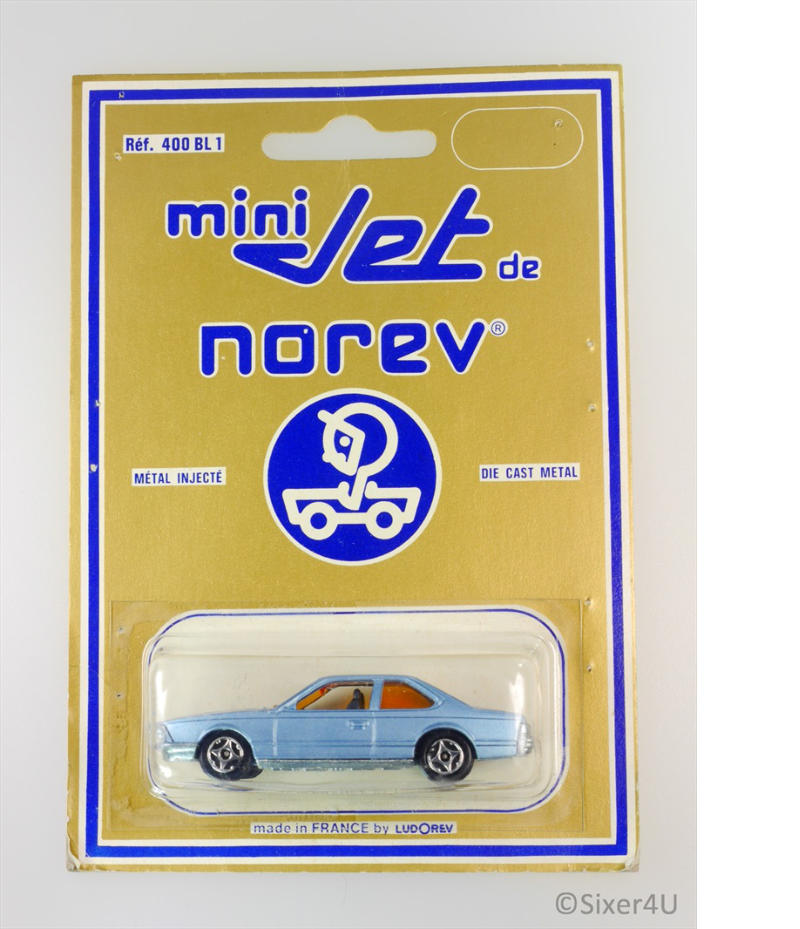 Réf. 400 BL 1
mini Jet de
norev®
MÉTAL INJECTÉ
DIE CAST METAL
made in FRANCE by LUDOREV
©Sixer4U